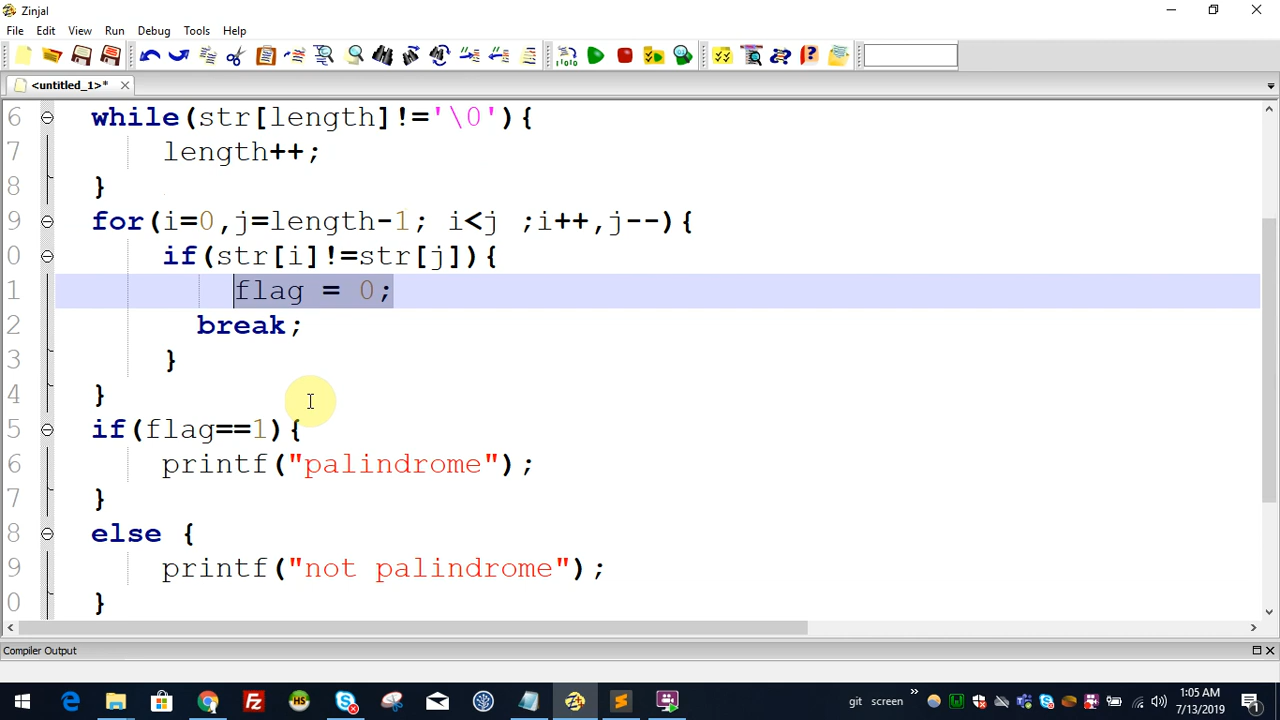 Zinjal
File Edit View Run Debug Tools Help
<untitled_1>*
6 while(str[length]!='\0'){
7 length++;
8 }
9 for(i=0,j=length-1; i<j ;i++,j--){
0 if(str[i]!=str[j]){
1 flag = 0;
2 break;
3 }
4 }
5 if(flag==1){
6 printf("palindrome");
7 }
8 else {
9 printf("not palindrome");
0 }
Compiler Output
git screen 1:05 AM
7/13/2019